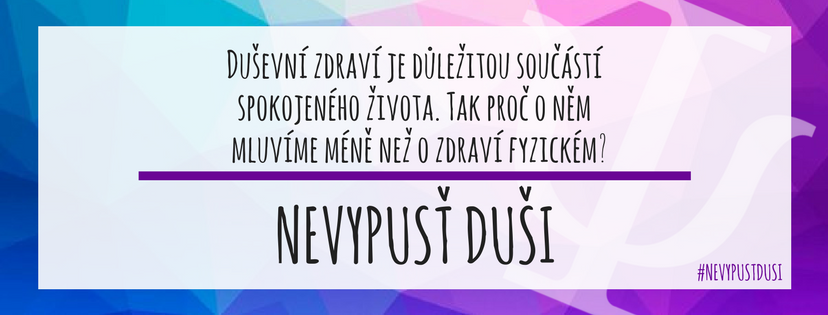 Duševní zdraví je důležitou součástí
spokojeného života. Tak proč o něm
mluvíme méně než o zdraví fyzickém?
NEVYPUSŤ DUŠI
#NEVYPUSTDUSI